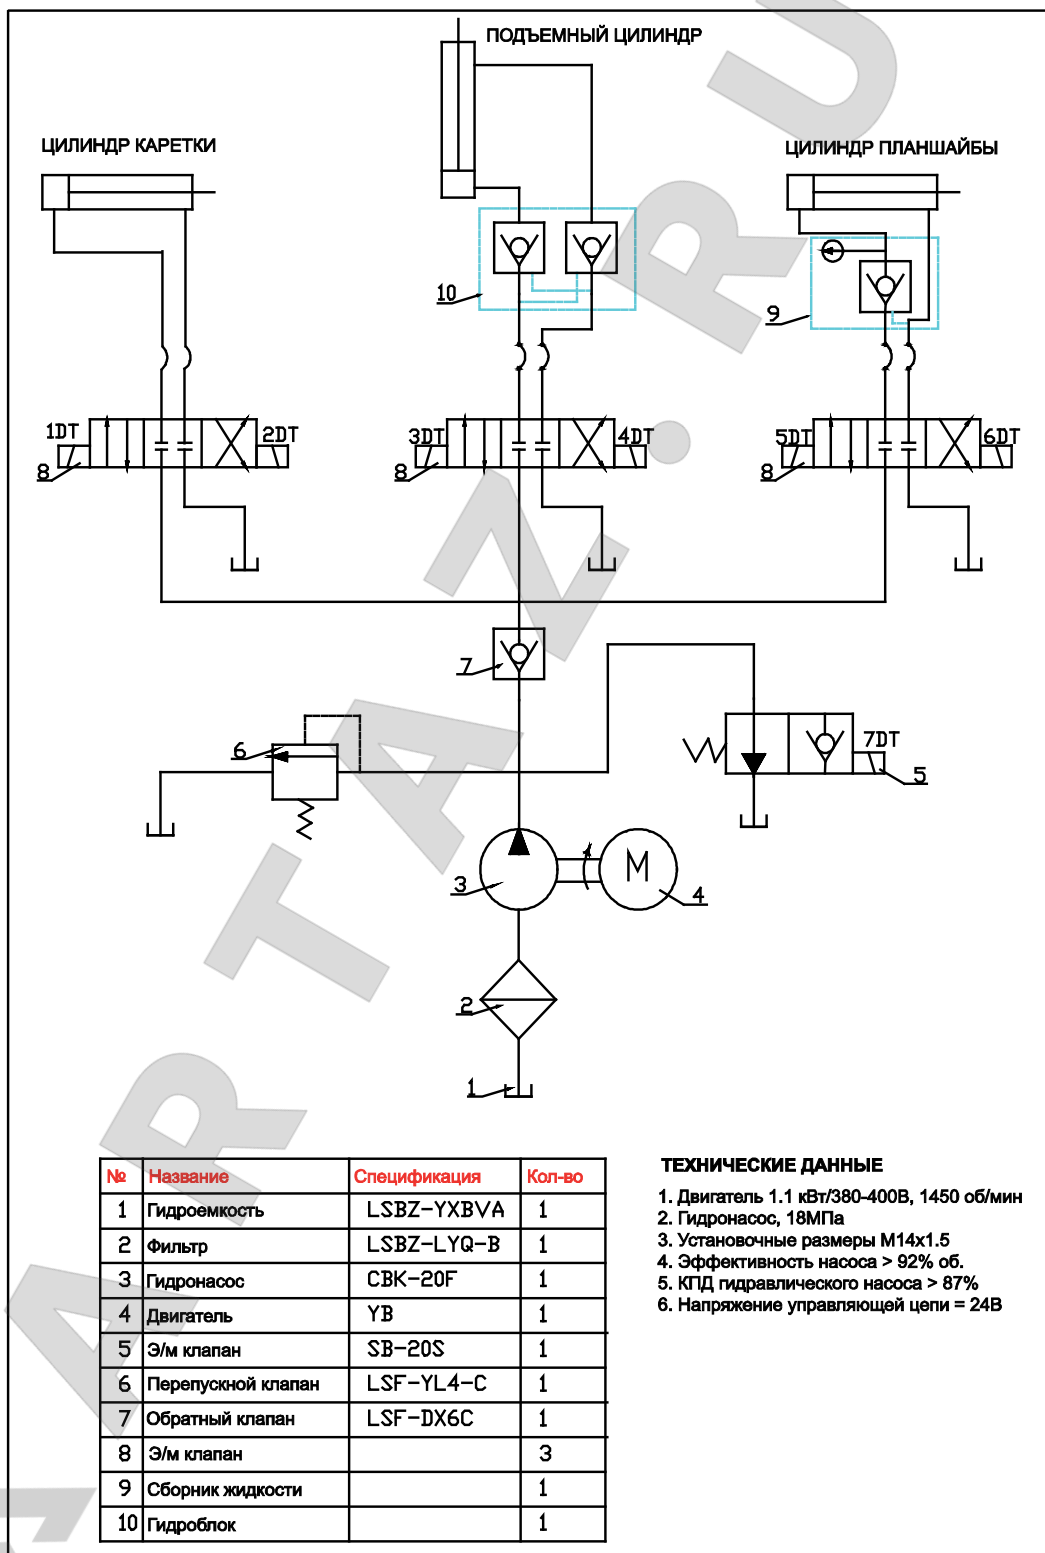 ПОДЪЕМНЫЙ ЦИЛИНДР
ЦИЛИНДР КАРЕТКИ
ЦИЛИНДР ПЛАНШАЙБЫ
10
9
1DT
2DT
8
3DT
4DT
8
5DT
6DT
8
7
6
7DT
5
3
M
4
2
1
№ Название Спецификация Кол-во
1 Гидроемкость LSBZ-YXBVA 1
2 Фильтр LSBZ-LYQ-B 1
3 Гидронасос CBK-20F 1
4 Двигатель YB 1
5 Э/м клапан SB-20S 1
6 Перепускной клапан LSF-YL4-C 1
7 Обратный клапан LSF-DX6C 1
8 Э/м клапан 3
9 Сборник жидкости 1
10 Гидроблок 1
ТЕХНИЧЕСКИЕ ДАННЫЕ
1. Двигатель 1.1 кВт/380-400В, 1450 об/мин
2. Гидронасос, 18МПа
3. Установочные размеры M14x1.5
4. Эффективность насоса > 92% об.
5. КПД гидравлического насоса > 87%
6. Напряжение управляющей цепи = 24В
ARTAZ.RU